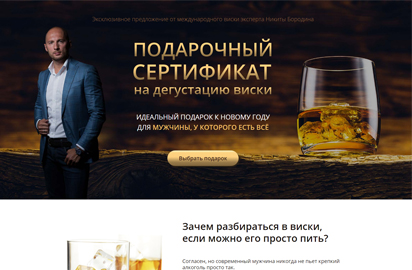 Эксклюзивное предложение от международного виски эксперта Никиты Бородина
ПОДАРОЧНЫЙ
СЕРТИФИКАТ
на дегустацию виски
ИДЕАЛЬНЫЙ ПОДАРОК К НОВОМУ ГОДУ
ДЛЯ МУЖЧИНЫ, У КОТОРОГО ЕСТЬ ВСЁ
Выбрать подарок
Зачем разбираться в виски,
если можно его просто пить?
Согласен, но современный мужчина никогда не пьет крепкий
алкоголь просто так.